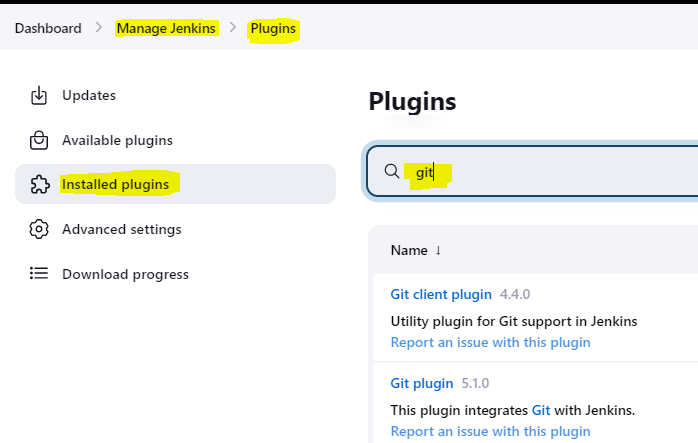 Dashboard > Manage Jenkins > Plugins
Updates
Available plugins
Installed plugins
Advanced settings
Download progress
Plugins
git
Name ↓
Git client plugin 4.4.0
Utility plugin for Git support in Jenkins
Report an issue with this plugin
Git plugin 5.1.0
This plugin integrates Git with Jenkins.
Report an issue with this plugin